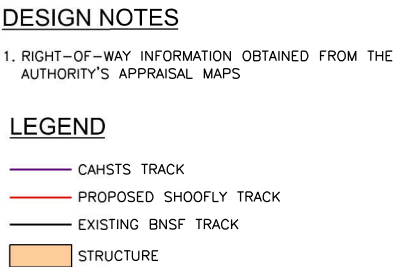 DESIGN NOTES
1. RIGHT-OF-WAY INFORMATION OBTAINED FROM THE
AUTHORITY'S APPRAISAL MAPS
LEGEND
CAHSTS TRACK
PROPOSED SHOOFLY TRACK
EXISTING BNSF TRACK
STRUCTURE